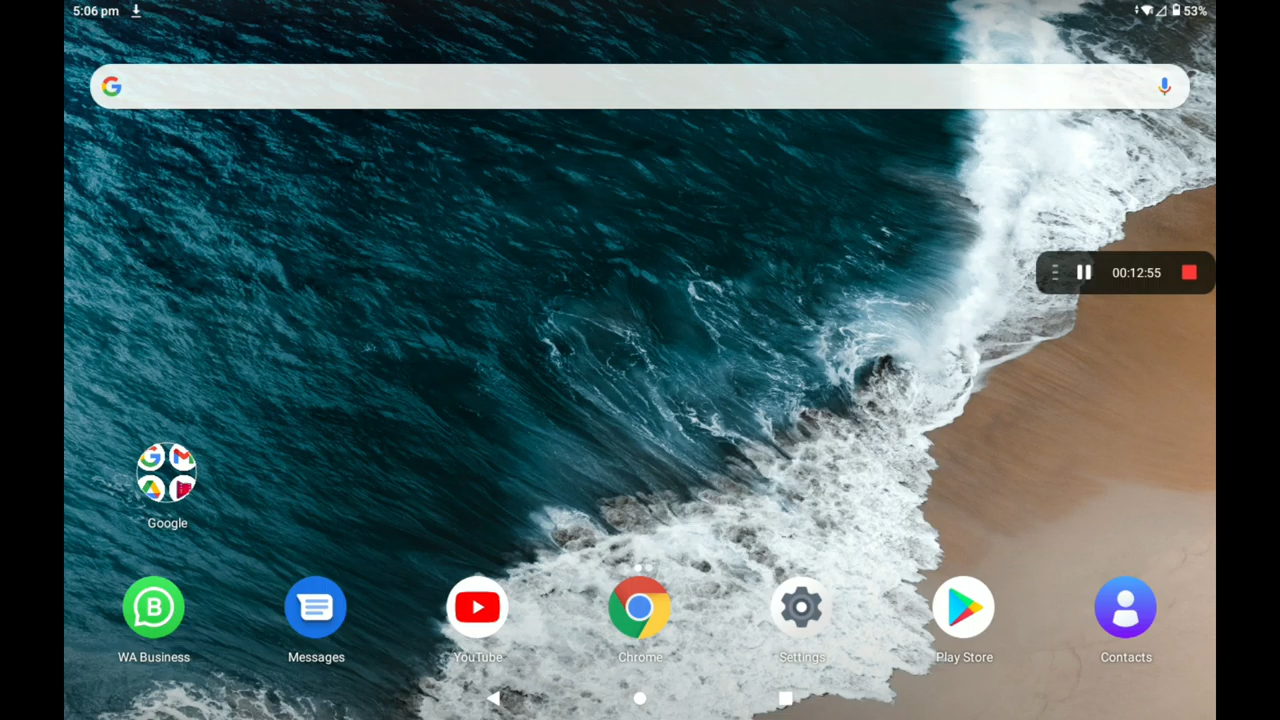 5:06 pm
53%
00:12:55
Google
B
WA Business
Messages
YouTube
Chrome
Settings
Play Store
Contacts